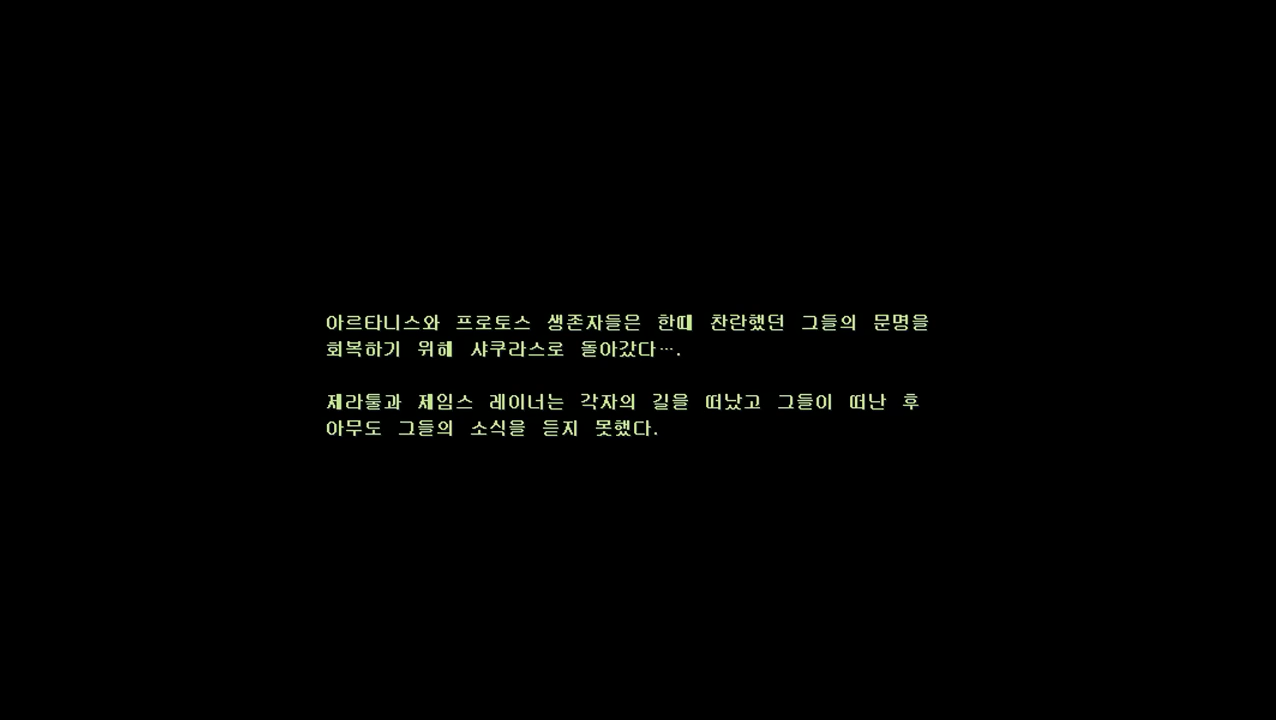 아르타니스와 프로토스 생존자들은 한때 찬란했던 그들의 문명을
회복하기 위해 샤쿠라스로 돌아갔다….
제라툴과 제임스 레이너는 각자의 길을 떠났고 그들이 떠난 후
아무도 그들의 소식을 듣지 못했다.